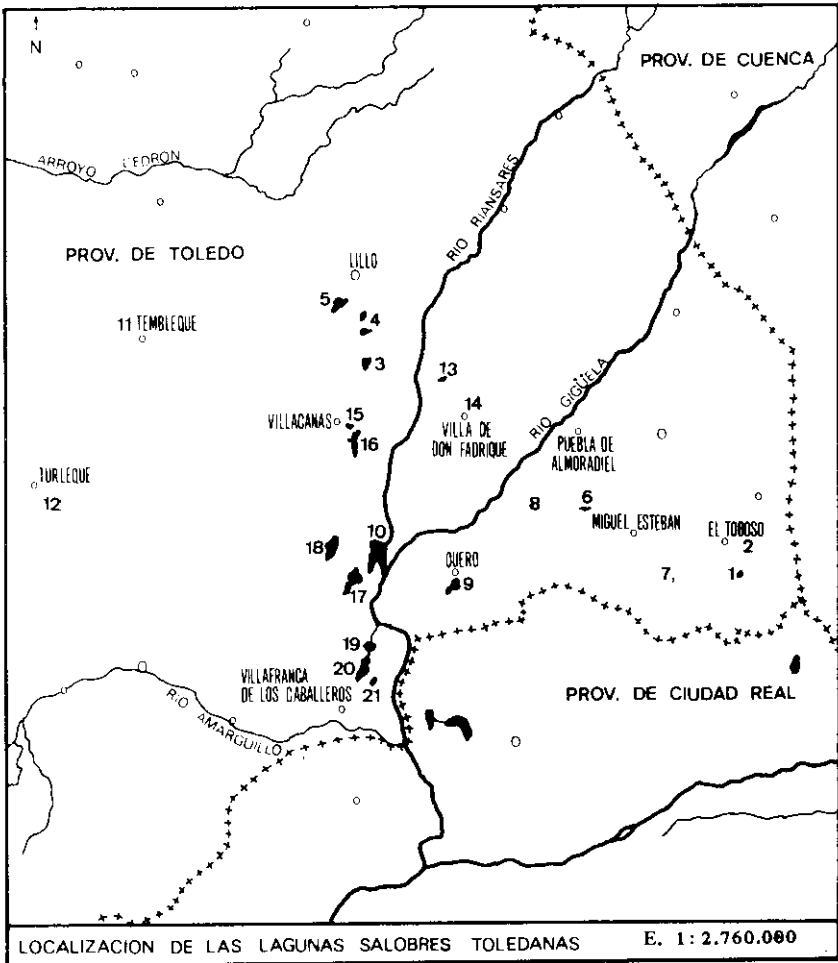 N
PROV. DE CUENCA
ARROYO CEDRON
RIO RIANSARES
PROV. DE TOLEDO
LILLO
5
4
11 TEMBLEQUE
3
13
RIO GIGÜELA
14
VILLACAÑAS
15
16
VILLA DE
DON FADRIQUE
PUEBLA DE
ALMORADIEL
TURLEQUE
12
8
6
MIGUEL ESTEBAN
EL TOBOSO
2
18
10
QUERO
9
7
1
17
19
20
21
VILLAFRANCA
DE LOS CABALLEROS
RIO AMARGUILLO
PROV. DE CIUDAD REAL
LOCALIZACION DE LAS LAGUNAS SALOBRES TOLEDANAS
E. 1:2.760.000